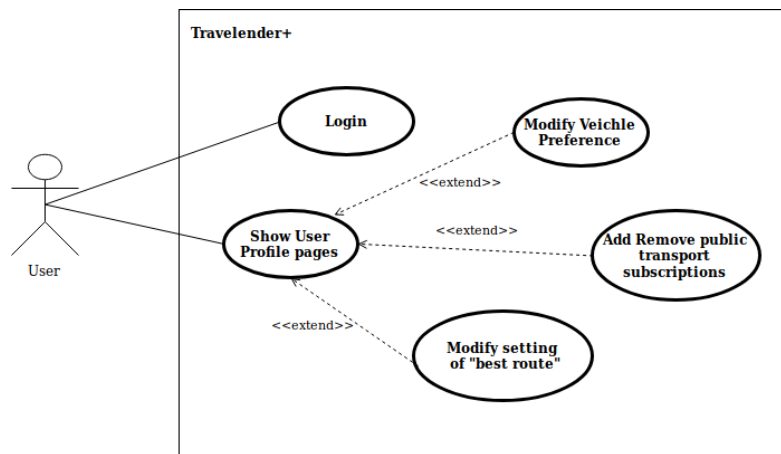 Travelender+
Login
Modify Veichle
Preference
<<extend>>
User
Show User
Profile pages
<<extend>>
Add Remove public
transport
subscriptions
<<extend>>
Modify setting
of "best route"